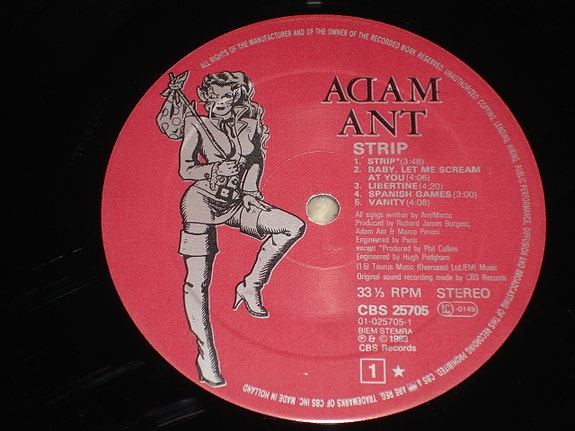 ALL RIGHTS OF THE MANUFACTURER AND OF THE OWNER OF THE RECORDED WORK RESERVED. UNAUTHORIZED COPYING, LENDING, HIRING, PUBLIC PERFORMANCE, DIFFUSION AND BROADCASTING OF THIS RECORDING PROHIBITED. CBS & ARE REG. TRADEMARKS OF CBS INC. MADE IN HOLLAND
ADAM
ANT
STRIP
1. STRIP* (3:48)
2. BABY, LET ME SCREAM
AT YOU (4:06)
3. LIBERTINE (4:20)
4. SPANISH GAMES (3:00)
5. VANITY (4:08)
All songs written by Ant/Marco
Produced by Richard James Burgess,
Adam Ant & Marco Pirroni
Engineered by Paris
except *Produced by Phil Collins
Engineered by Hugh Padgham
(1-5) Taurus Music (Overseas) Ltd./EMI Music
Original sound recording made by CBS Records
33 ⅓ RPM STEREO
CBS 25705
01-025705-1
LC -0149
BIEM STEMRA
℗ & © 1983
CBS Records
1 ★